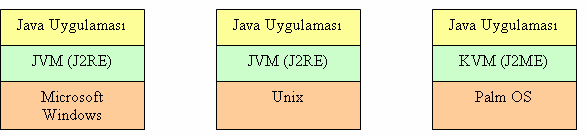 Java Uygulaması
JVM (J2RE)
Microsoft
Windows
Java Uygulaması
JVM (J2RE)
Unix
Java Uygulaması
KVM (J2ME)
Palm OS